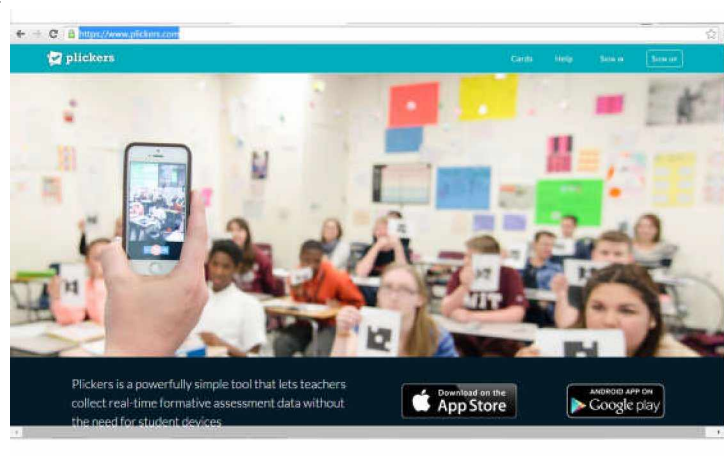 https://www.plickers.com
plickers
Cards Help Sign in Sign up
MIT
Plickers is a powerfully simple tool that lets teachers
collect real-time formative assessment data without
the need for student devices
Download on the
App Store
ANDROID APP ON
Google play